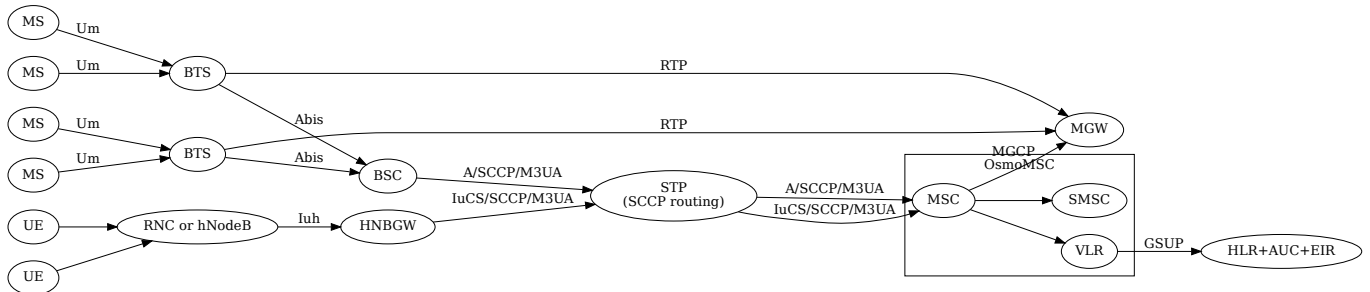 MS
Um
MS
Um
BTS
RTP
MS
Um
Abis
RTP
MGW
MS
Um
BTS
Abis
BSC
A/SCCP/M3UA
STP
(SCCP routing)
A/SCCP/M3UA
MGCP
OsmoMSC
MSC
SMSC
IuCS/SCCP/M3UA
IuCS/SCCP/M3UA
UE
RNC or hNodeB
Iuh
HNBGW
VLR
GSUP
HLR+AUC+EIR
UE